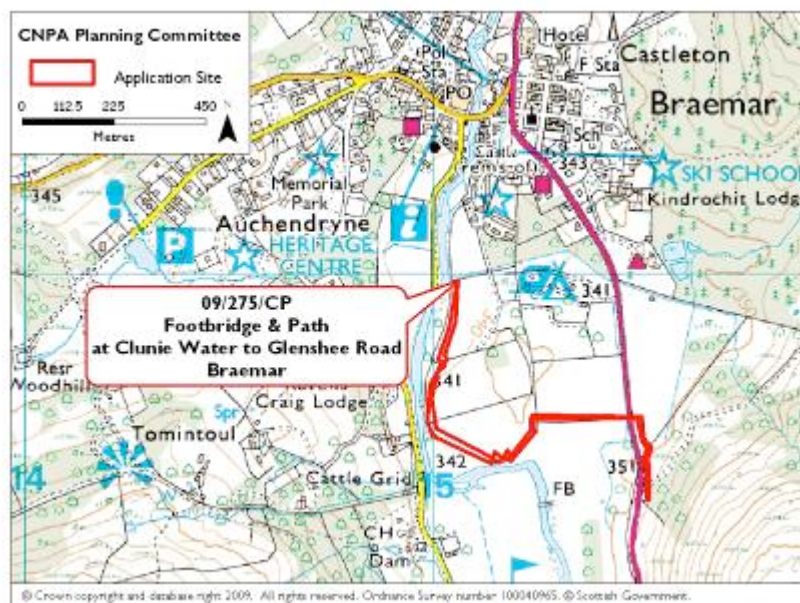 CNPA Planning Committee
Application Site
0 112.5 225 450
Metres
N
Hotel
Pol
Sta
F Sta
Castleton
PO
Braemar
Sch
343
345
SKI SCHOOL
Memorial
Park
Kindrochit Lodge
Auchendryne
i
P
HERITAGE
CENTRE
341
340
09/275/CP
Footbridge & Path
at Clunie Water to Glenshee Road
Braemar
341
Resr
Woodhill
Craig Lodge
Spr
Tomintoul
342
351
14
Cattle Grid
15
FB
CH
Dam
© Crown copyright and database right 2009. All rights reserved. Ordnance Survey number 100040965. © Scottish Government.